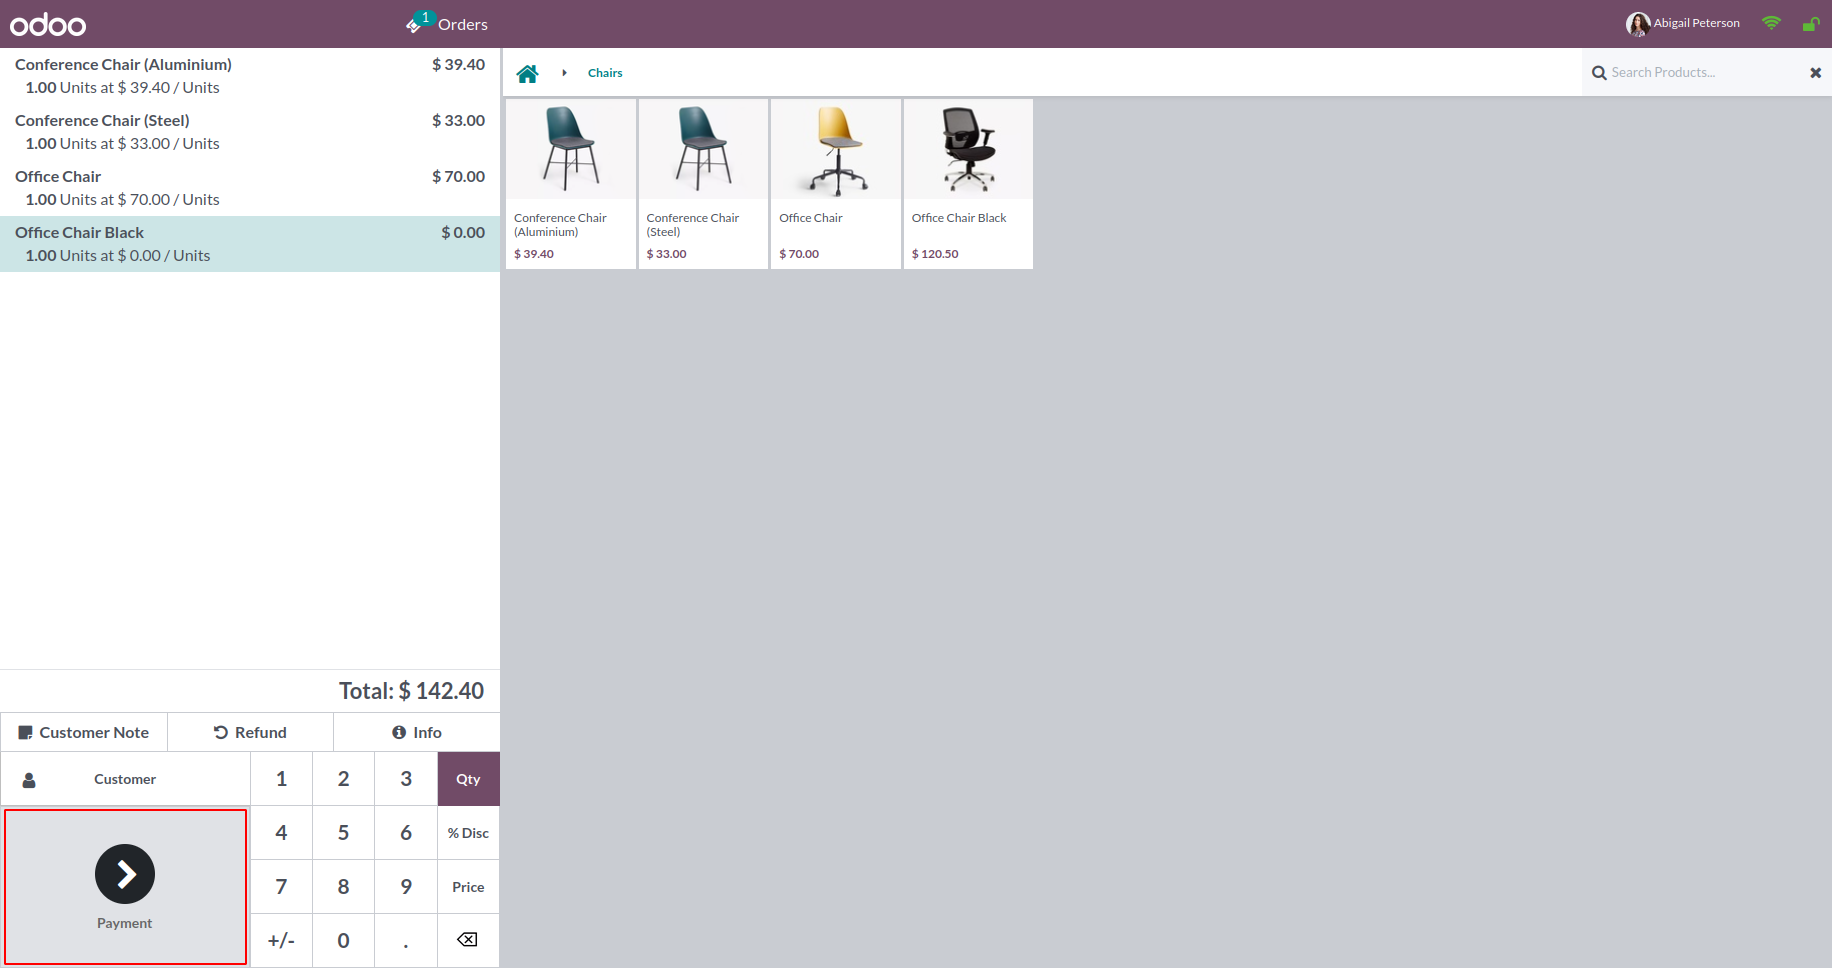 odoo
1
Orders
Abigail Peterson
Conference Chair (Aluminium) $ 39.40
1.00 Units at $ 39.40 / Units
Conference Chair (Steel) $ 33.00
1.00 Units at $ 33.00 / Units
Office Chair $ 70.00
1.00 Units at $ 70.00 / Units
Office Chair Black $ 0.00
1.00 Units at $ 0.00 / Units
Total: $ 142.40
Customer Note Refund Info
Customer 1 2 3 Qty
4 5 6 % Disc
7 8 9 Price
Payment
+/- 0 .
Chairs
Search Products...
Conference Chair
(Aluminium)
$ 39.40
Conference Chair
(Steel)
$ 33.00
Office Chair
$ 70.00
Office Chair Black
$ 120.50